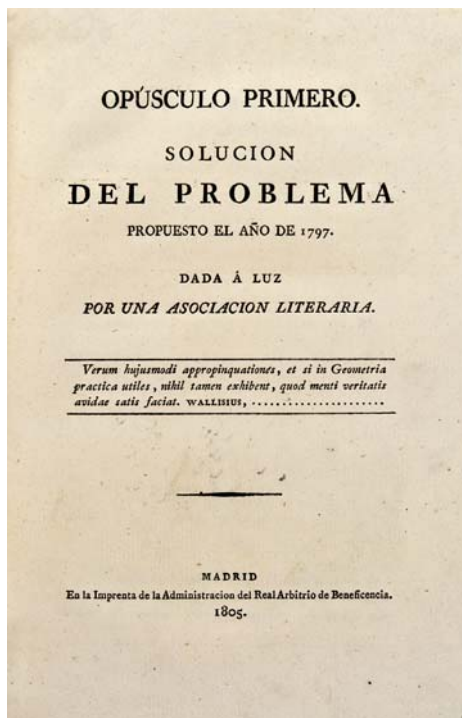 OPÚSCULO PRIMERO.
SOLUCION
DEL PROBLEMA
PROPUESTO EL AÑO DE 1797.
DADA Á LUZ
POR UNA ASOCIACION LITERARIA.
Verum hujusmodi appropinquationes, et si in Geometria
practica utiles, nihil tamen exhibent, quod menti veritatis
avidae satis faciat. WALLISIUS, ......................
MADRID
En la Imprenta de la Administracion del Real Arbitrio de Beneficencia.
1805.